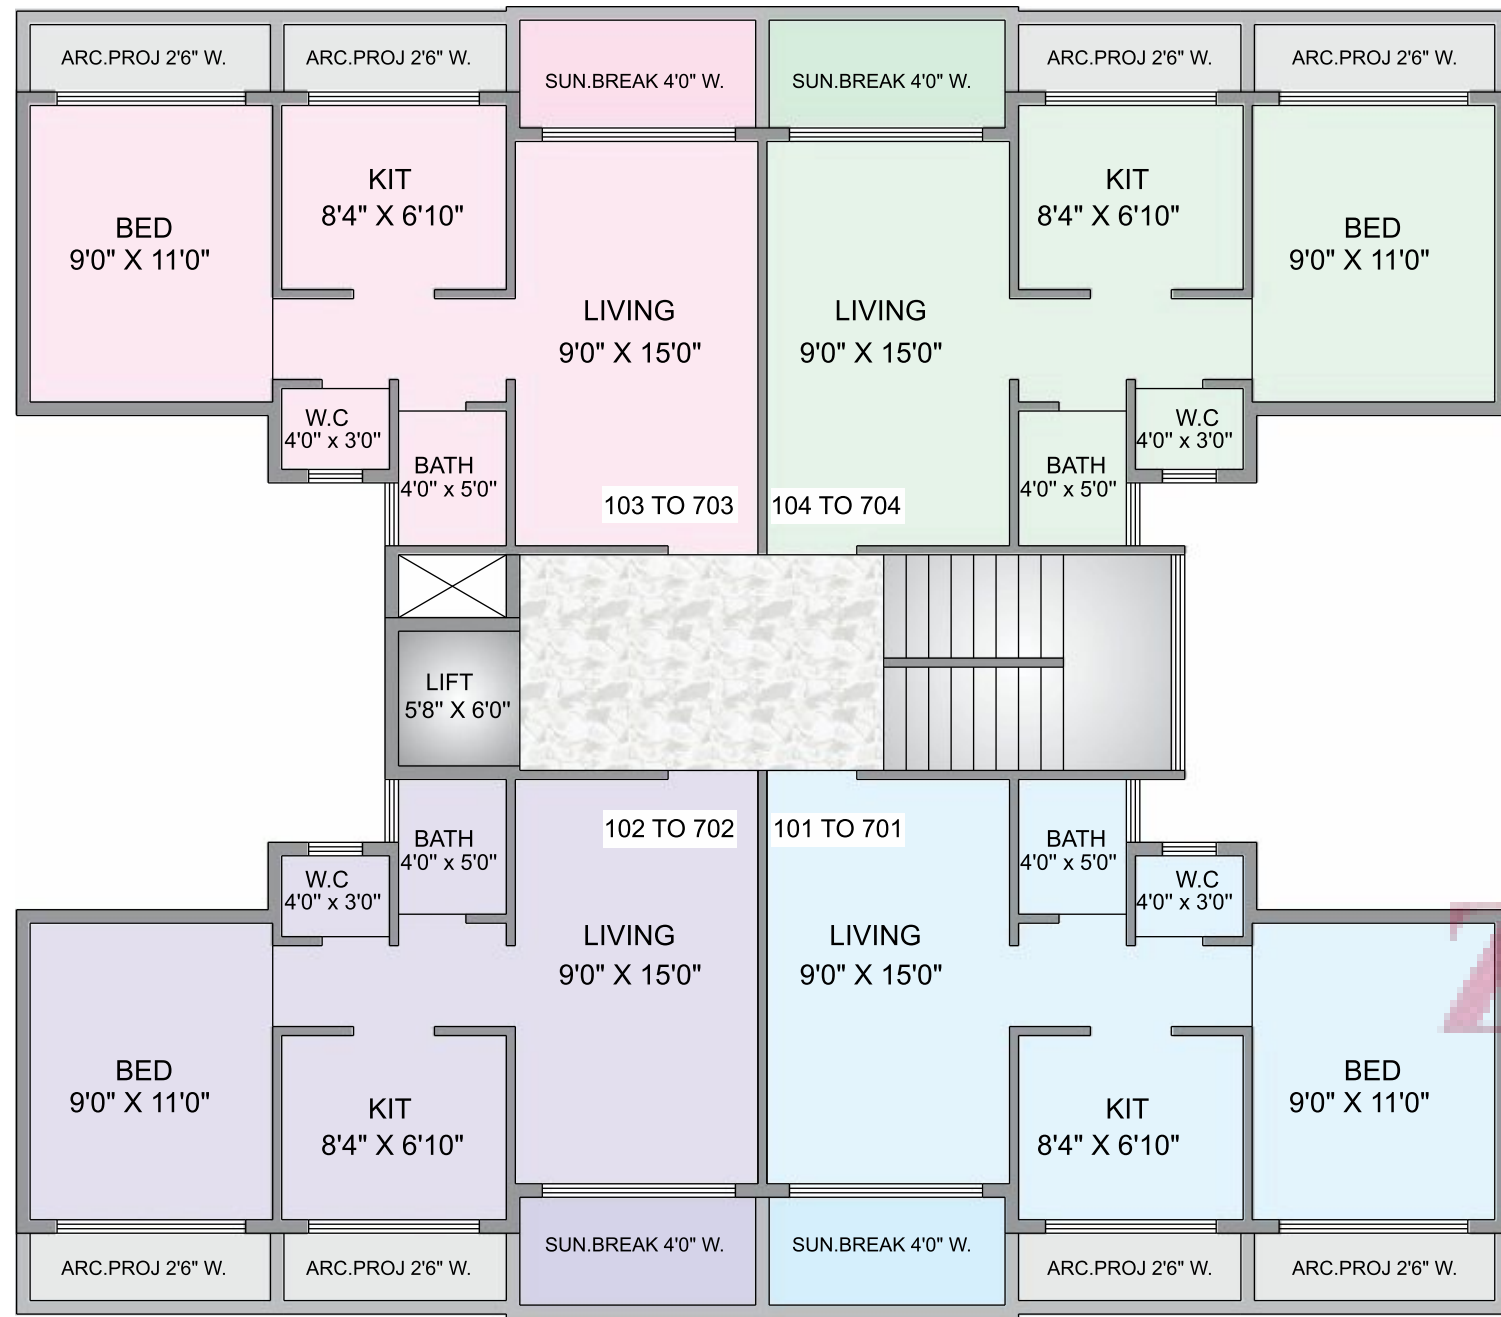 ARC.PROJ 2'6" W.
ARC.PROJ 2'6" W.
SUN.BREAK 4'0" W.
SUN.BREAK 4'0" W.
ARC.PROJ 2'6" W.
ARC.PROJ 2'6" W.
BED
9'0" X 11'0"
KIT
8'4" X 6'10"
LIVING
9'0" X 15'0"
LIVING
9'0" X 15'0"
KIT
8'4" X 6'10"
BED
9'0" X 11'0"
W.C
4'0" x 3'0"
BATH
4'0" x 5'0"
103 TO 703
104 TO 704
BATH
4'0" x 5'0"
W.C
4'0" x 3'0"
LIFT
5'8" X 6'0"
W.C
4'0" x 3'0"
BATH
4'0" x 5'0"
102 TO 702
101 TO 701
BATH
4'0" x 5'0"
W.C
4'0" x 3'0"
BED
9'0" X 11'0"
KIT
8'4" X 6'10"
LIVING
9'0" X 15'0"
LIVING
9'0" X 15'0"
KIT
8'4" X 6'10"
BED
9'0" X 11'0"
ARC.PROJ 2'6" W.
ARC.PROJ 2'6" W.
SUN.BREAK 4'0" W.
SUN.BREAK 4'0" W.
ARC.PROJ 2'6" W.
ARC.PROJ 2'6" W.